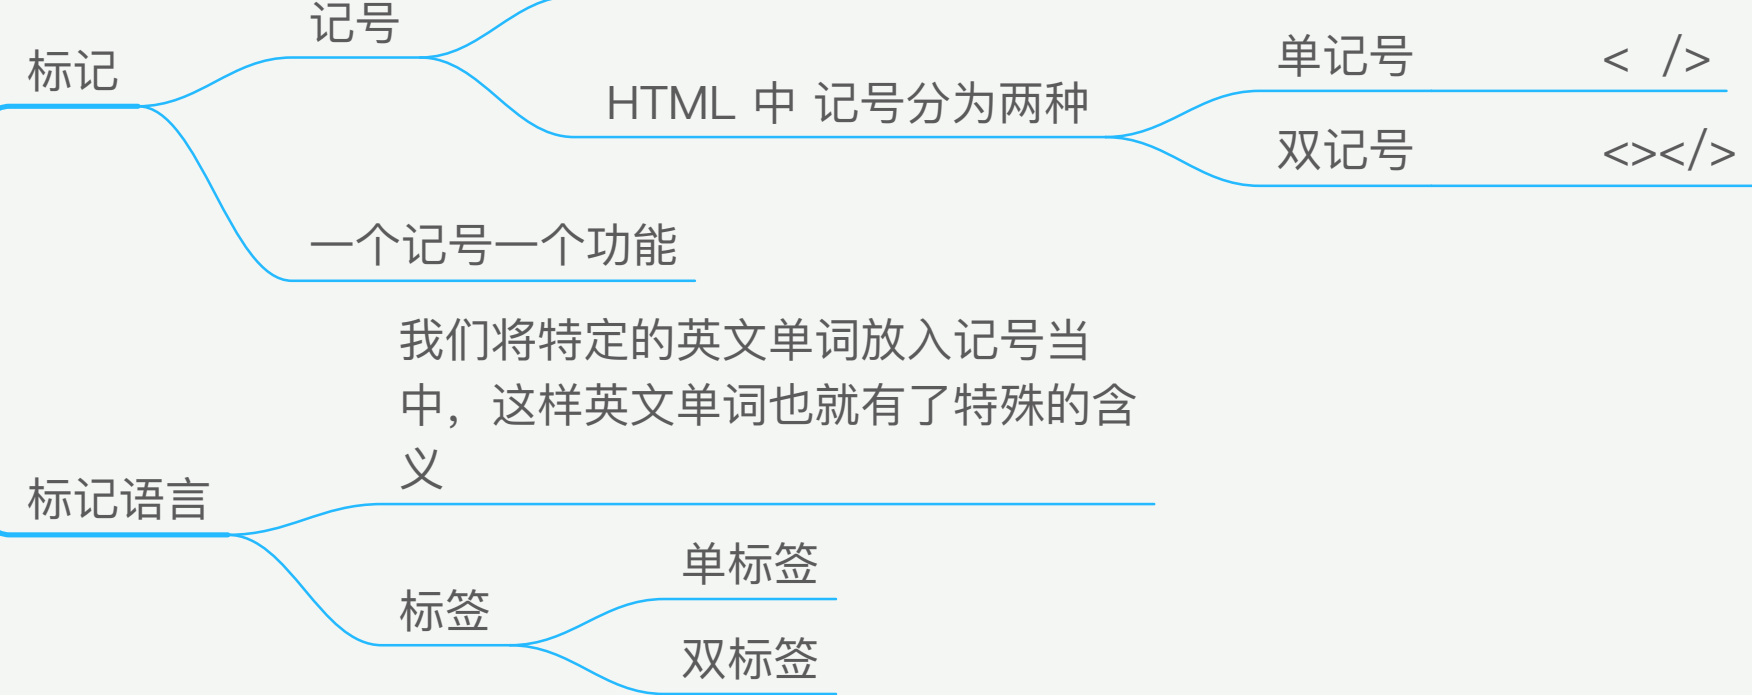 标记
记号
HTML 中 记号分为两种
单记号 < />
双记号 <></>
一个记号一个功能
标记语言
我们将特定的英文单词放入记号当
中，这样英文单词也就有了特殊的含
义
标签
单标签
双标签